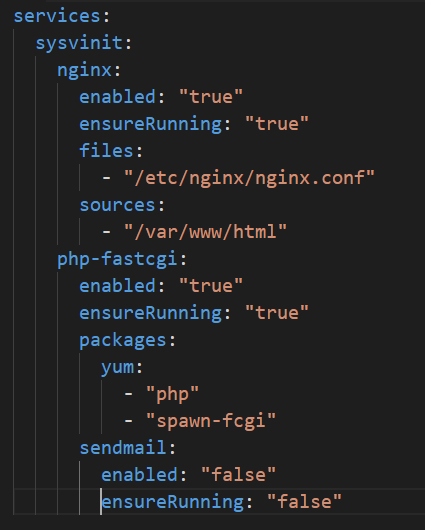 services:
  sysvinit:
    nginx:
      enabled: "true"
      ensureRunning: "true"
      files:
        - "/etc/nginx/nginx.conf"
      sources:
        - "/var/www/html"
    php-fastcgi:
      enabled: "true"
      ensureRunning: "true"
      packages:
        yum:
          - "php"
          - "spawn-fcgi"
      sendmail:
        enabled: "false"
        ensureRunning: "false"